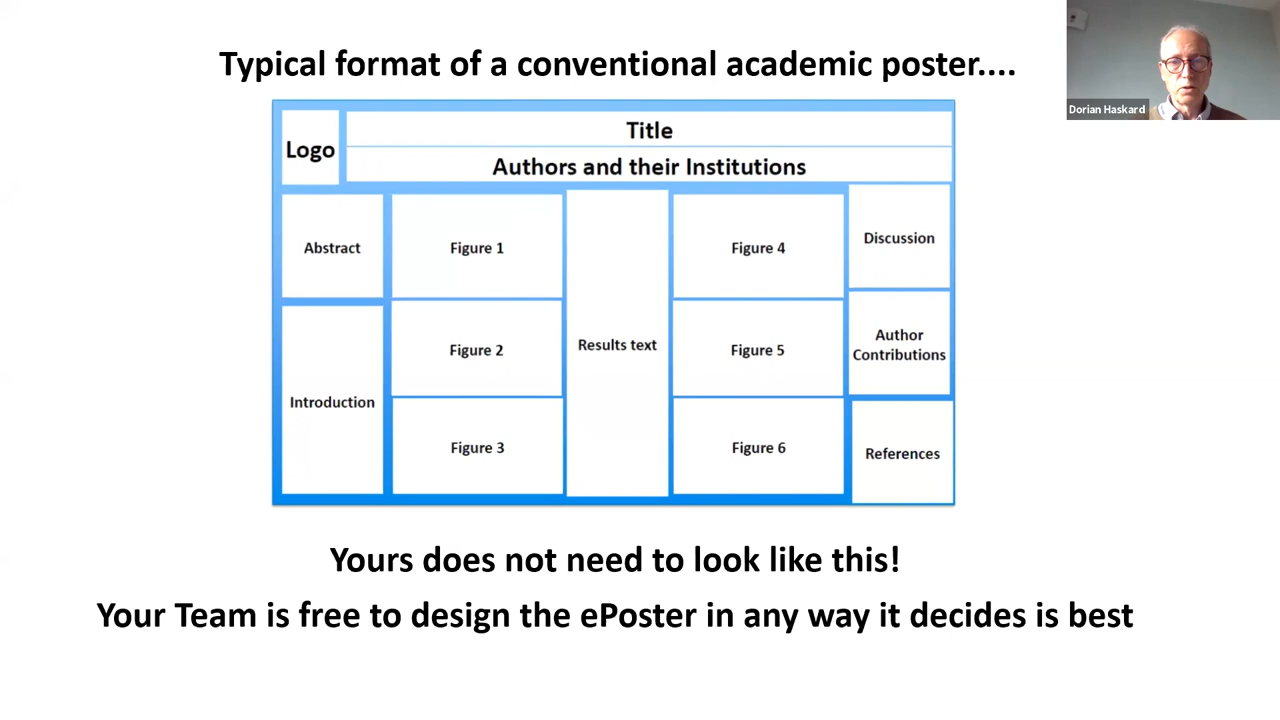 Typical format of a conventional academic poster....
Dorian Haskard
Logo
Title
Authors and their Institutions
Abstract
Figure 1
Figure 4
Discussion
Introduction
Figure 2
Results text
Figure 5
Author
Contributions
Figure 3
Figure 6
References
Yours does not need to look like this!
Your Team is free to design the ePoster in any way it decides is best